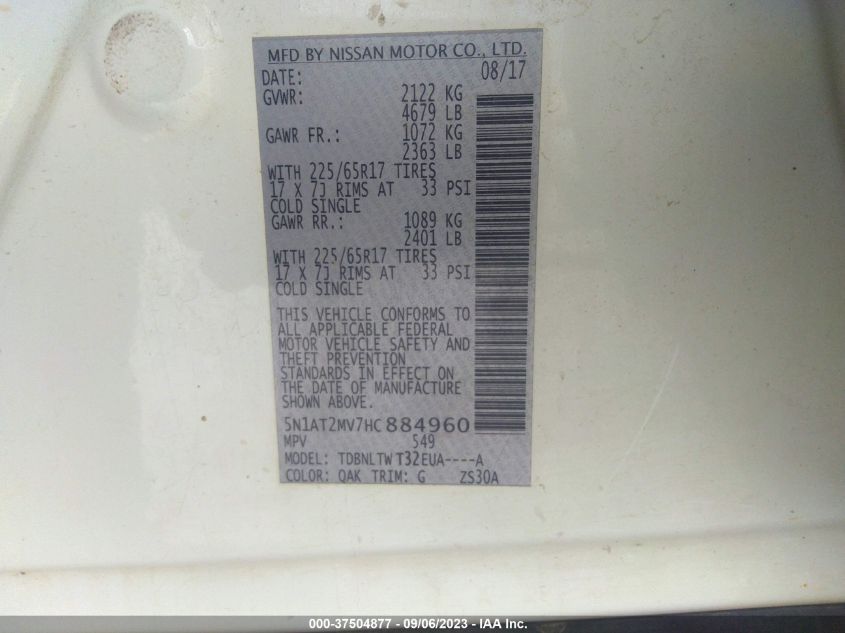 MFD BY NISSAN MOTOR CO., LTD.
DATE: 08/17
GVWR: 2122 KG
4679 LB
GAWR FR.: 1072 KG
2363 LB
WITH 225/65R17 TIRES
17 X 7J RIMS AT 33 PSI
COLD SINGLE
GAWR RR.: 1089 KG
2401 LB
WITH 225/65R17 TIRES
17 X 7J RIMS AT 33 PSI
COLD SINGLE
THIS VEHICLE CONFORMS TO
ALL APPLICABLE FEDERAL
MOTOR VEHICLE SAFETY AND
THEFT PREVENTION
STANDARDS IN EFFECT ON
THE DATE OF MANUFACTURE
SHOWN ABOVE.
5N1AT2MV7HC884960
MPV 549
MODEL: TDBNLTWT32EUA----A
COLOR: QAK TRIM: G ZS30A
000-37504877 - 09/06/2023 - IAA Inc.